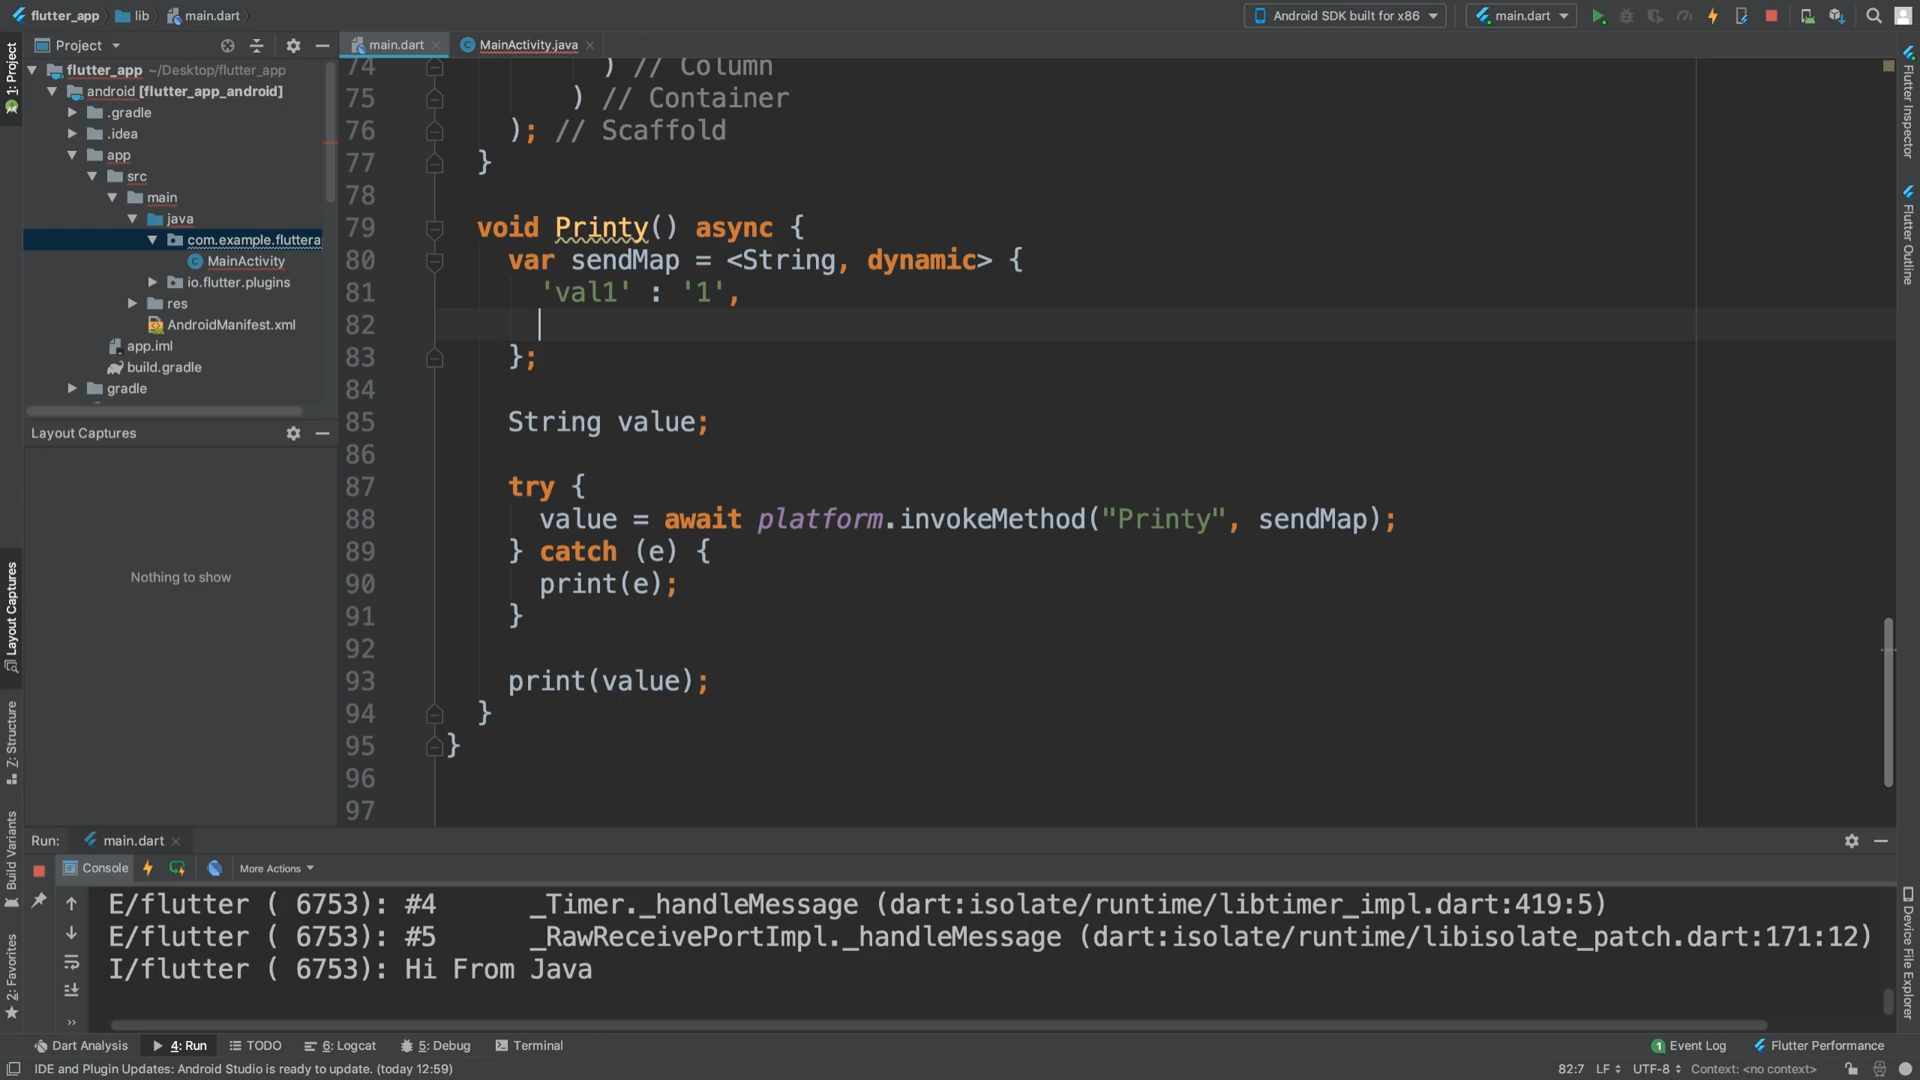 flutter_app
lib
main.dart
Android SDK built for x86
main.dart
Project
main.dart
MainActivity.java
flutter_app ~/Desktop/flutter_app
android [flutter_app_android]
.gradle
.idea
app
src
main
java
com.example.fluttera
MainActivity
io.flutter.plugins
res
AndroidManifest.xml
app.iml
build.gradle
gradle
Layout Captures
Nothing to show
1: Project
Layout Captures
Z: Structure
Build Variants
2: Favorites
74 ) // Column
75 ) // Container
76 ); // Scaffold
77 }
78
79 void Printy() async {
80 var sendMap = <String, dynamic> {
81 'val1' : '1',
82
83 };
84
85 String value;
86
87 try {
88 value = await platform.invokeMethod("Printy", sendMap);
89 } catch (e) {
90 print(e);
91 }
92
93 print(value);
94 }
95 }
96
97
Flutter Inspector
Flutter Outline
Device File Explorer
Run:
main.dart
Console
More Actions
E/flutter ( 6753): #4 _Timer._handleMessage (dart:isolate/runtime/libtimer_impl.dart:419:5)
E/flutter ( 6753): #5 _RawReceivePortImpl._handleMessage (dart:isolate/runtime/libisolate_patch.dart:171:12)
I/flutter ( 6753): Hi From Java
Dart Analysis
4: Run
TODO
6: Logcat
5: Debug
Terminal
1 Event Log
Flutter Performance
IDE and Plugin Updates: Android Studio is ready to update. (today 12:59)
82:7
LF
UTF-8
Context: <no context>